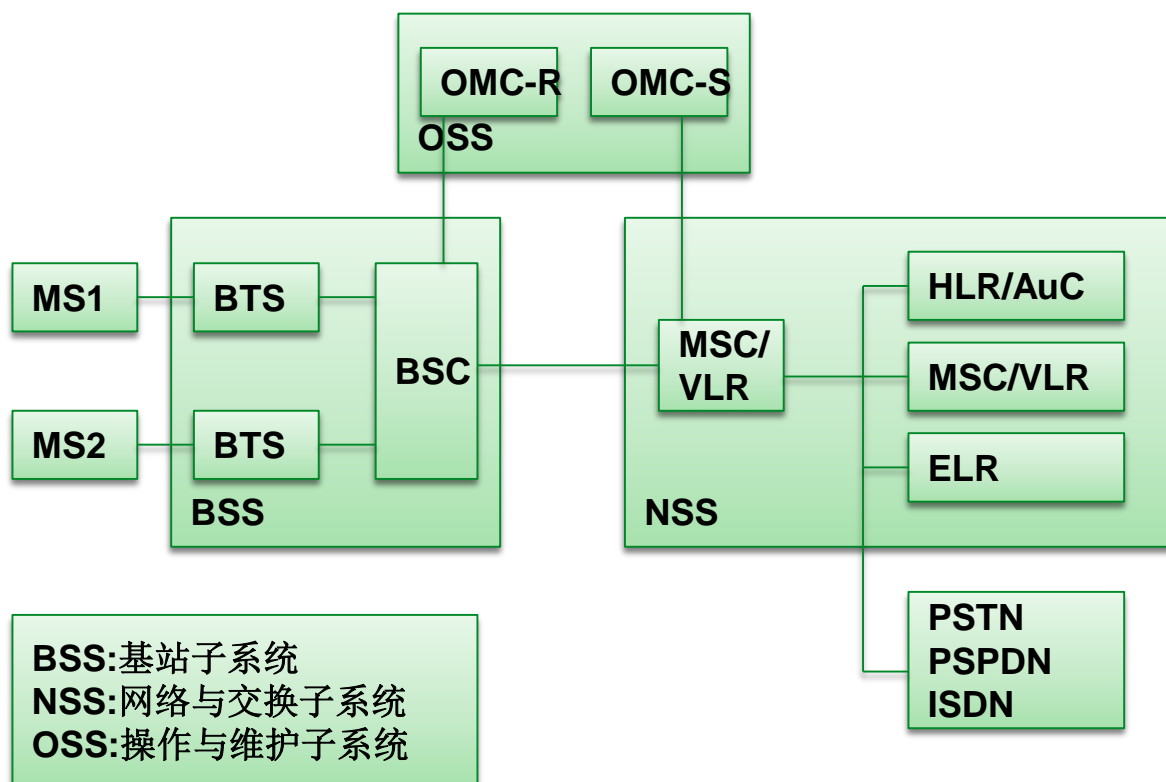 OMC-R
OMC-S
OSS
MS1
BTS
BSC
MSC/
VLR
HLR/AuC
MSC/VLR
MS2
BTS
ELR
BSS
NSS
PSTN
PSPDN
ISDN
BSS:基站子系统
NSS:网络与交换子系统
OSS:操作与维护子系统